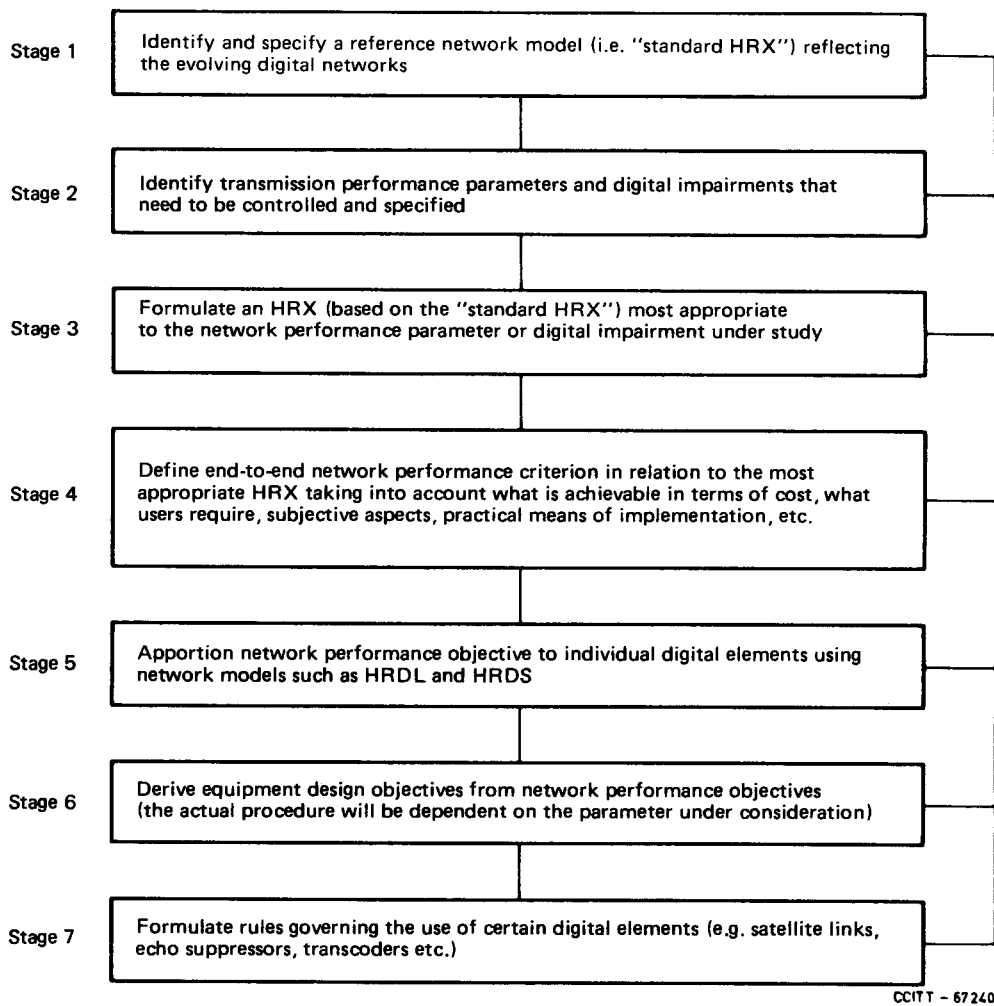 Stage 1
Identify and specify a reference network model (i.e. "standard HRX") reflecting
the evolving digital networks
Stage 2
Identify transmission performance parameters and digital impairments that
need to be controlled and specified
Stage 3
Formulate an HRX (based on the "standard HRX") most appropriate
to the network performance parameter or digital impairment under study
Stage 4
Define end-to-end network performance criterion in relation to the most
appropriate HRX taking into account what is achievable in terms of cost, what
users require, subjective aspects, practical means of implementation, etc.
Stage 5
Apportion network performance objective to individual digital elements using
network models such as HRDL and HRDS
Stage 6
Derive equipment design objectives from network performance objectives
(the actual procedure will be dependent on the parameter under consideration)
Stage 7
Formulate rules governing the use of certain digital elements (e.g. satellite links,
echo suppressors, transcoders etc.)
CCITT - 67240